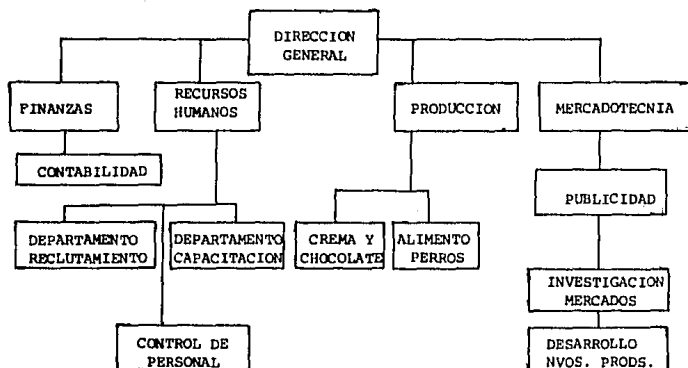 DIRECCION
GENERAL
FINANZAS
RECURSOS
HUMANOS
PRODUCCION
MERCADOTECNIA
CONTABILIDAD
PUBLICIDAD
DEPARTAMENTO
RECLUTAMIENTO
DEPARTAMENTO
CAPACITACION
CREMA Y
CHOCOLATE
ALIMENTO
PERROS
INVESTIGACION
MERCADOS
CONTROL DE
PERSONAL
DESARROLLO
NVOS. PRODS.